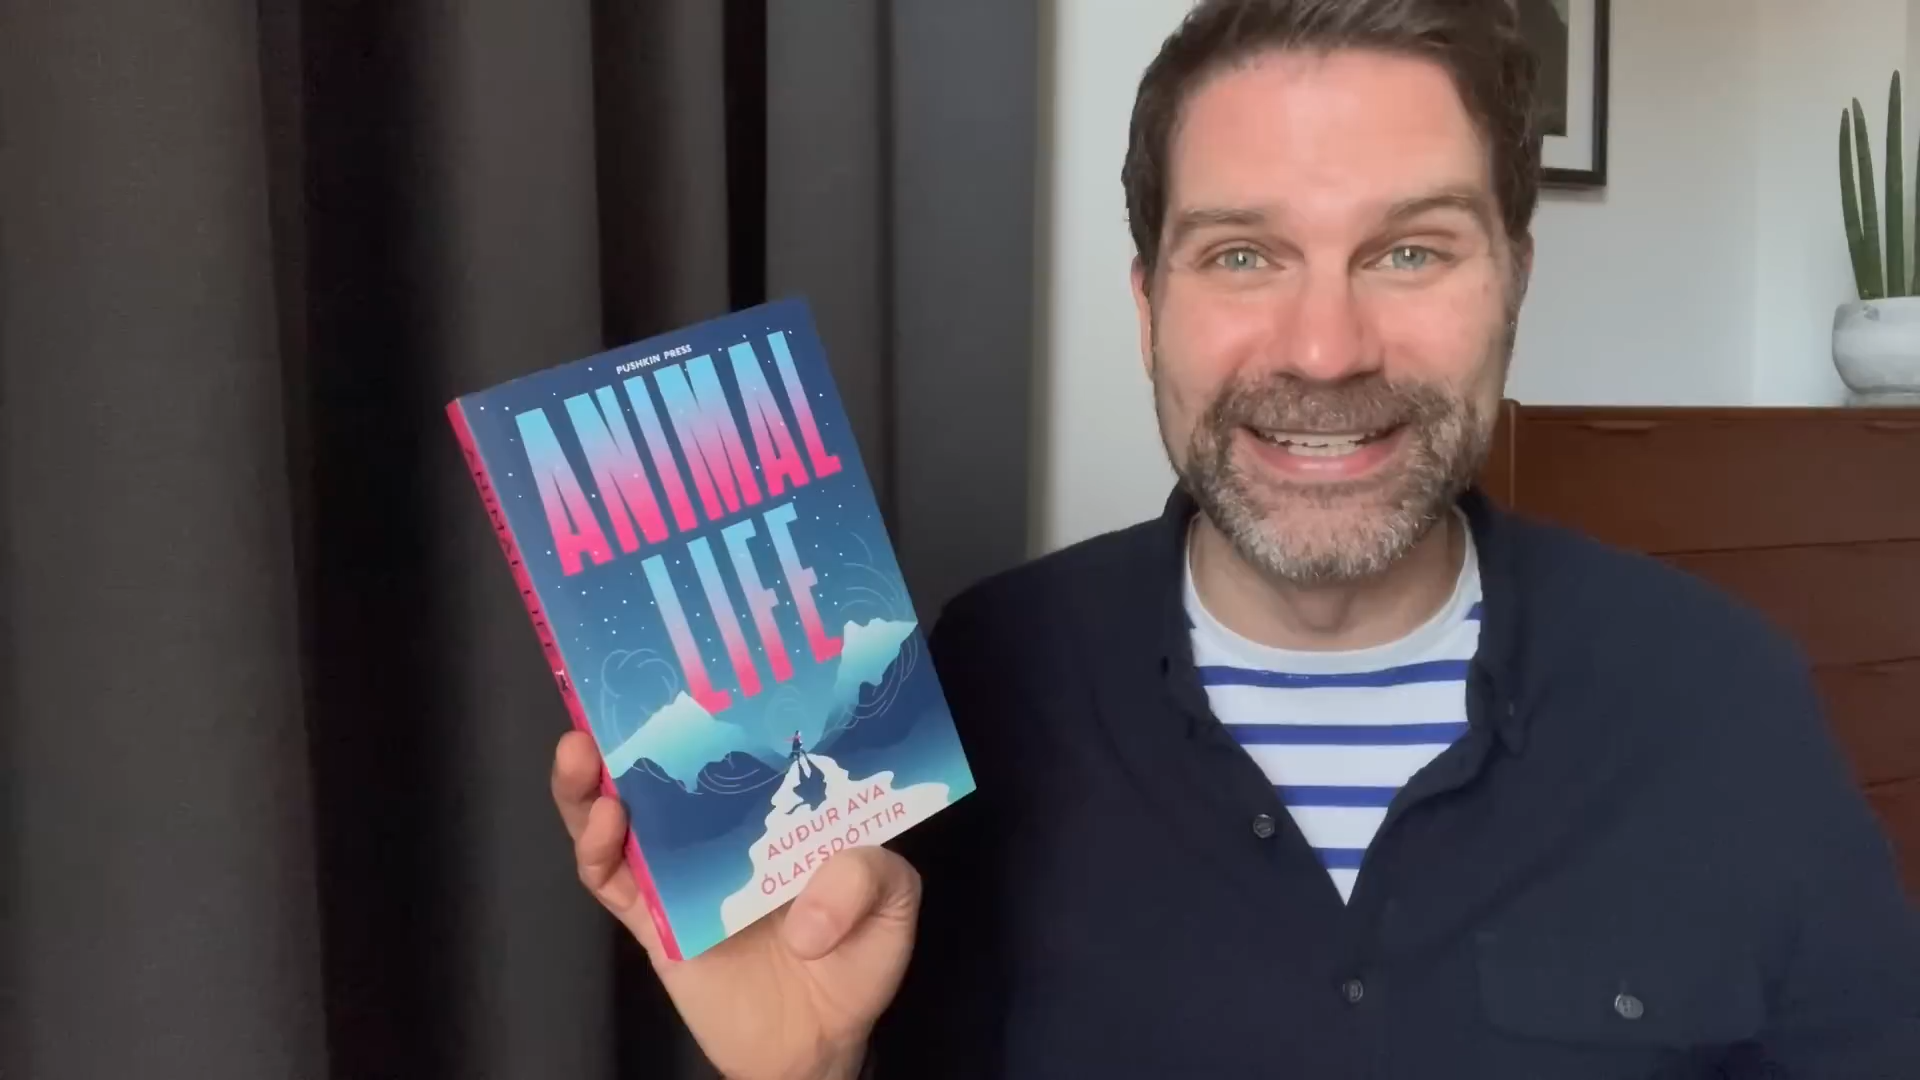 PUSHKIN PRESS
ANIMAL
LIFE
AUÐUR AVA
ÓLAFSDÓTTIR
ANIMAL LIFE